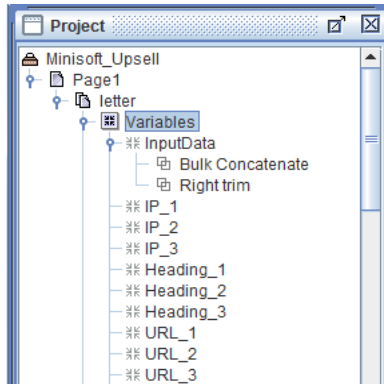 Project
Minisoft_Upsell
Page1
letter
Variables
InputData
Bulk Concatenate
Right trim
IP_1
IP_2
IP_3
Heading_1
Heading_2
Heading_3
URL_1
URL_2
URL_3